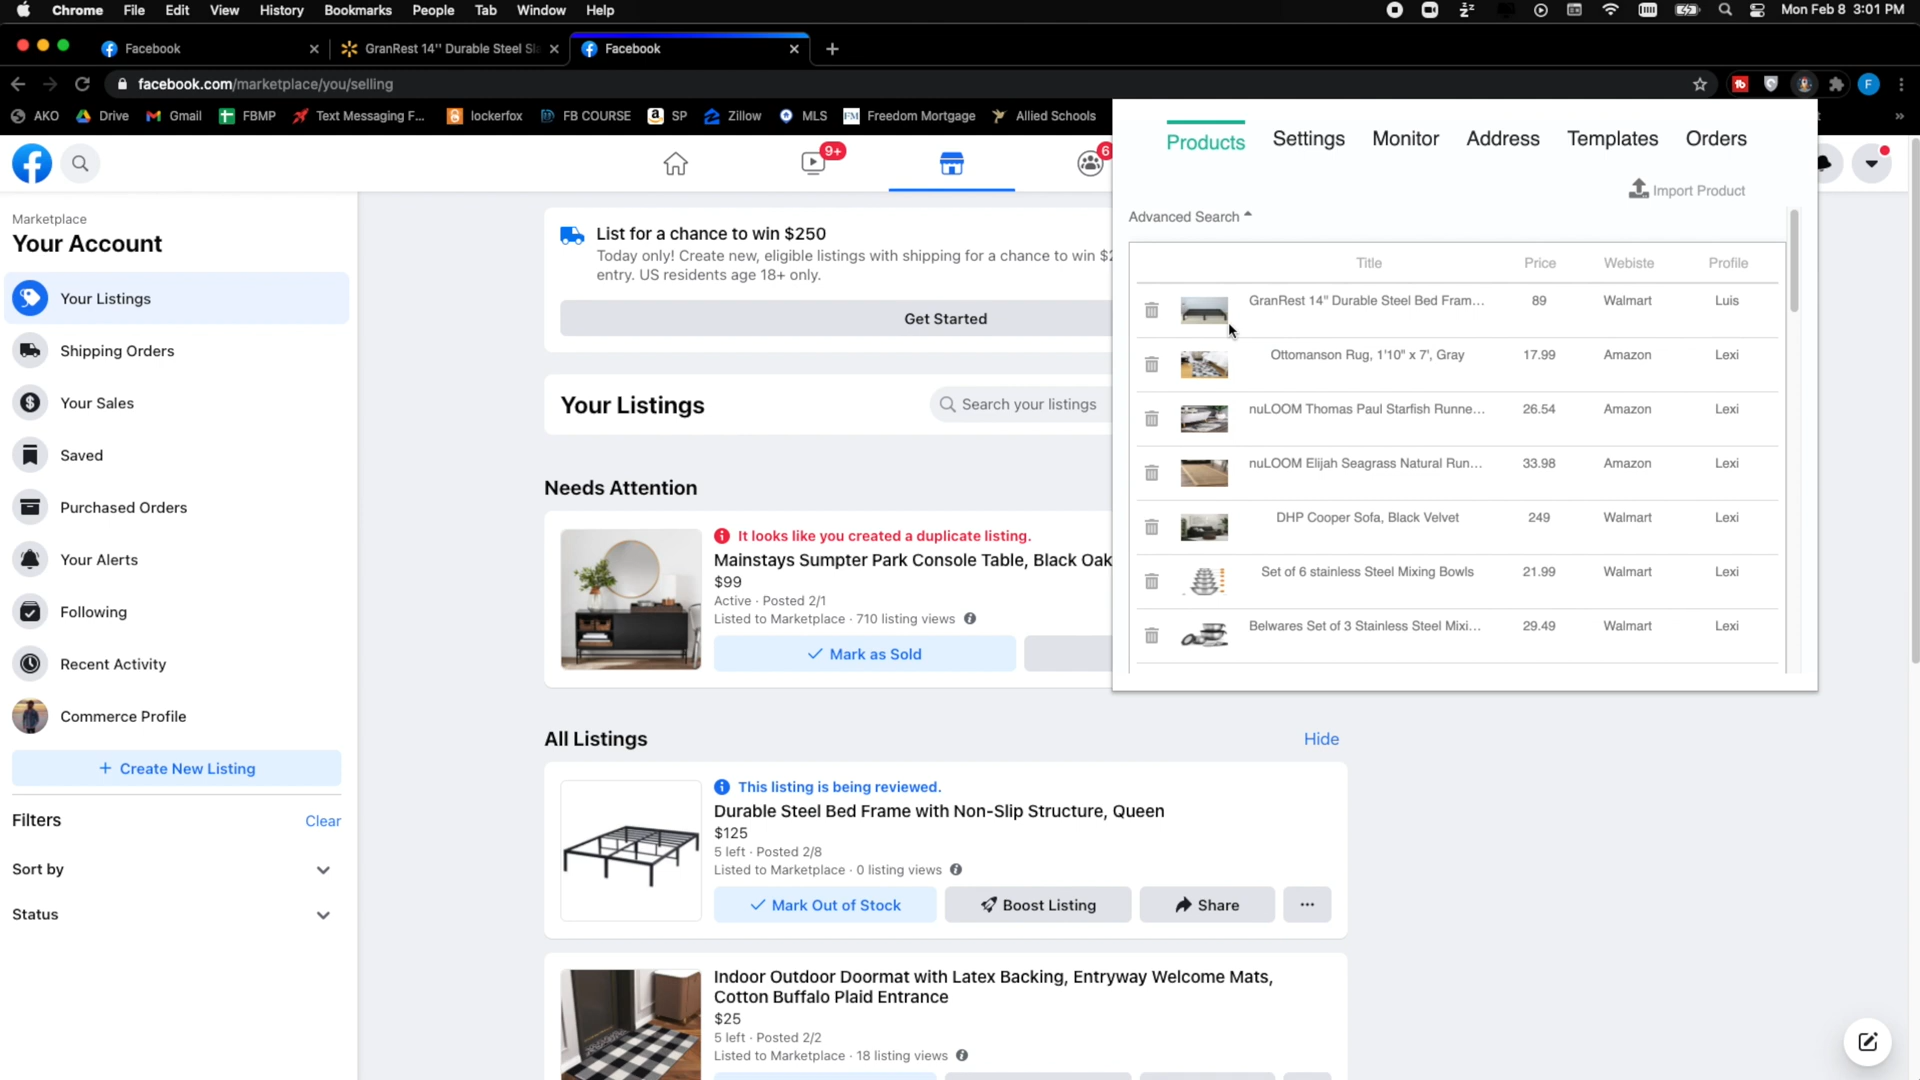 Chrome File Edit View History Bookmarks People Tab Window Help
Mon Feb 8 3:01 PM
Facebook
GranRest 14" Durable Steel Sl
Facebook
facebook.com/marketplace/you/selling
AKO Drive Gmail FBMP Text Messaging F... lockerfox FB COURSE SP Zillow MLS Freedom Mortgage Allied Schools
9+
6
Marketplace
Your Account
Your Listings
Shipping Orders
Your Sales
Saved
Purchased Orders
Your Alerts
Following
Recent Activity
Commerce Profile
+ Create New Listing
Filters Clear
Sort by
Status
List for a chance to win $250
Today only! Create new, eligible listings with shipping for a chance to win $
entry. US residents age 18+ only.
Get Started
Your Listings
Search your listings
Needs Attention
It looks like you created a duplicate listing.
Mainstays Sumpter Park Console Table, Black Oak
$99
Active · Posted 2/1
Listed to Marketplace · 710 listing views
Mark as Sold
All Listings
Hide
This listing is being reviewed.
Durable Steel Bed Frame with Non-Slip Structure, Queen
$125
5 left · Posted 2/8
Listed to Marketplace · 0 listing views
Mark Out of Stock
Boost Listing
Share
Indoor Outdoor Doormat with Latex Backing, Entryway Welcome Mats,
Cotton Buffalo Plaid Entrance
$25
5 left · Posted 2/2
Listed to Marketplace · 18 listing views
Products Settings Monitor Address Templates Orders
Import Product
Advanced Search
Title Price Webiste Profile
GranRest 14" Durable Steel Bed Fram... 89 Walmart Luis
Ottomanson Rug, 1'10" x 7', Gray 17.99 Amazon Lexi
nuLOOM Thomas Paul Starfish Runne... 26.54 Amazon Lexi
nuLOOM Elijah Seagrass Natural Run... 33.98 Amazon Lexi
DHP Cooper Sofa, Black Velvet 249 Walmart Lexi
Set of 6 stainless Steel Mixing Bowls 21.99 Walmart Lexi
Belwares Set of 3 Stainless Steel Mixi... 29.49 Walmart Lexi